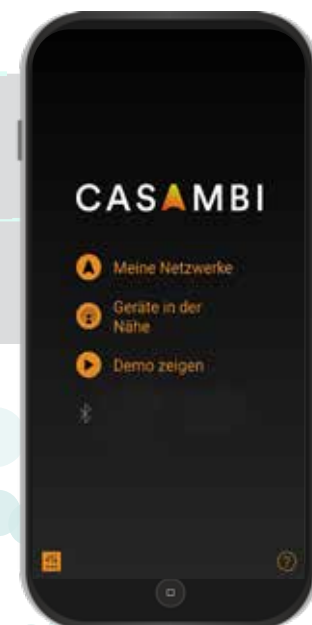 CASAMBI
Meine Netzwerke
Geräte in der
Nähe
Demo zeigen
?